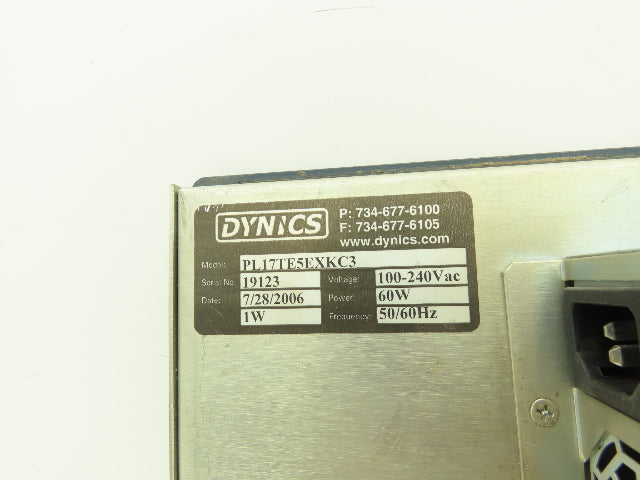 DYNICS
P: 734-677-6100
F: 734-677-6105
www.dynics.com
Model: PL17TE5EXKC3
Serial No 19123 Voltage: 100-240Vac
Date: 7/28/2006 Power: 60W
1W Frequency: 50/60Hz